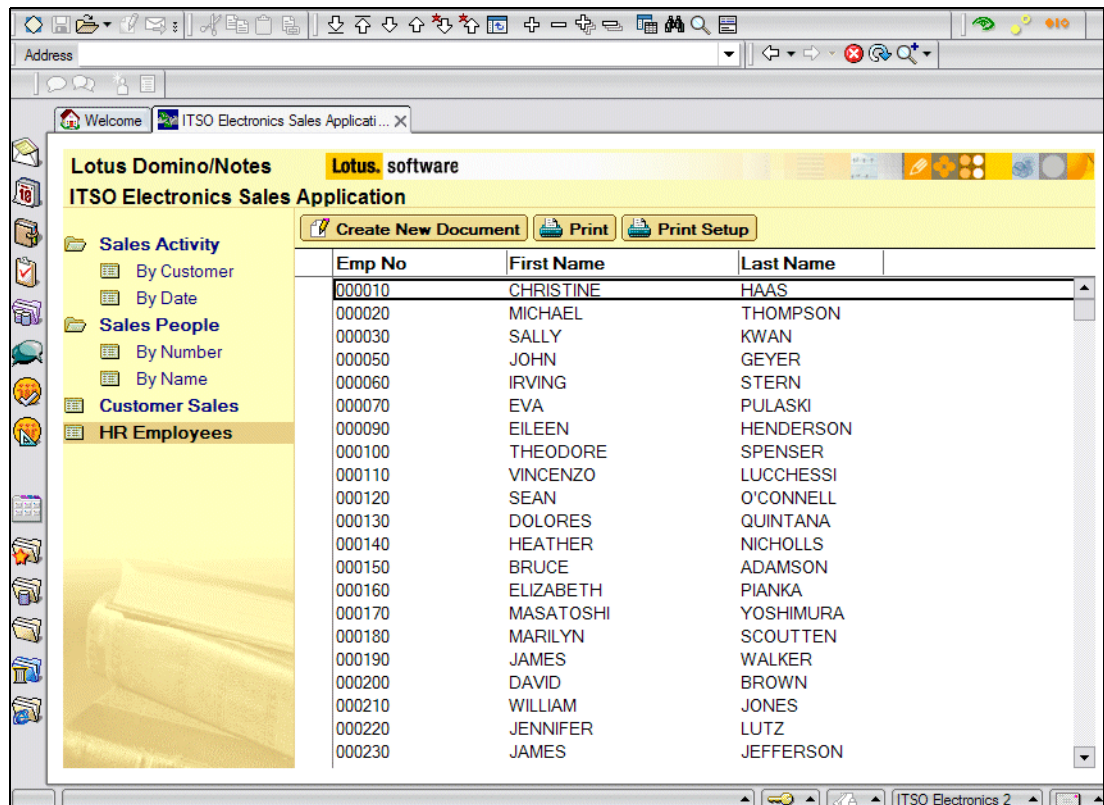 Address
Welcome ITSO Electronics Sales Applicati...
Lotus Domino/Notes Lotus. software
ITSO Electronics Sales Application
Create New Document Print Print Setup
Sales Activity
By Customer
By Date
Sales People
By Number
By Name
Customer Sales
HR Employees
Emp No First Name Last Name
000010 CHRISTINE HAAS
000020 MICHAEL THOMPSON
000030 SALLY KWAN
000050 JOHN GEYER
000060 IRVING STERN
000070 EVA PULASKI
000090 EILEEN HENDERSON
000100 THEODORE SPENSER
000110 VINCENZO LUCCHESSI
000120 SEAN O'CONNELL
000130 DOLORES QUINTANA
000140 HEATHER NICHOLLS
000150 BRUCE ADAMSON
000160 ELIZABETH PIANKA
000170 MASATOSHI YOSHIMURA
000180 MARILYN SCOUTTEN
000190 JAMES WALKER
000200 DAVID BROWN
000210 WILLIAM JONES
000220 JENNIFER LUTZ
000230 JAMES JEFFERSON
ITSO Electronics 2